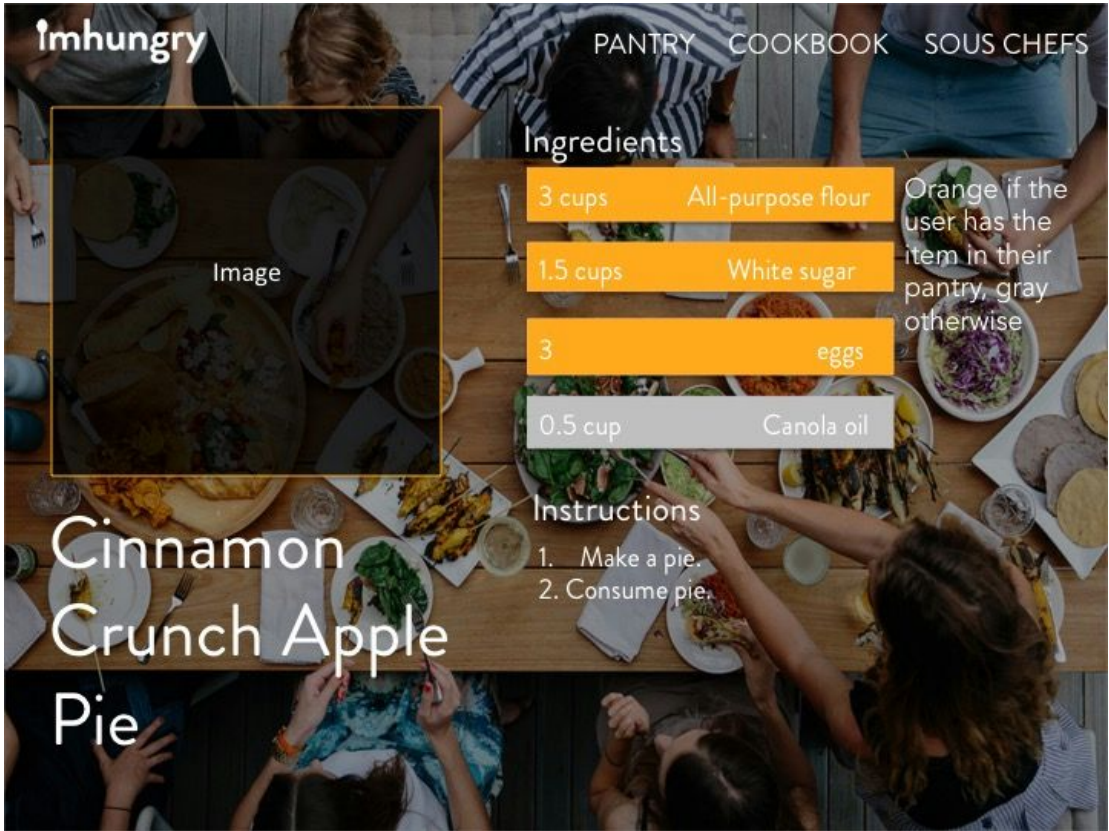 imhungry
PANTRY COOKBOOK SOUS CHEFS
Image
Cinnamon
Crunch Apple
Pie
Ingredients
3 cups All-purpose flour
1.5 cups White sugar
3 eggs
0.5 cup Canola oil
Orange if the
user has the
item in their
pantry, gray
otherwise
Instructions
1. Make a pie.
2. Consume pie.